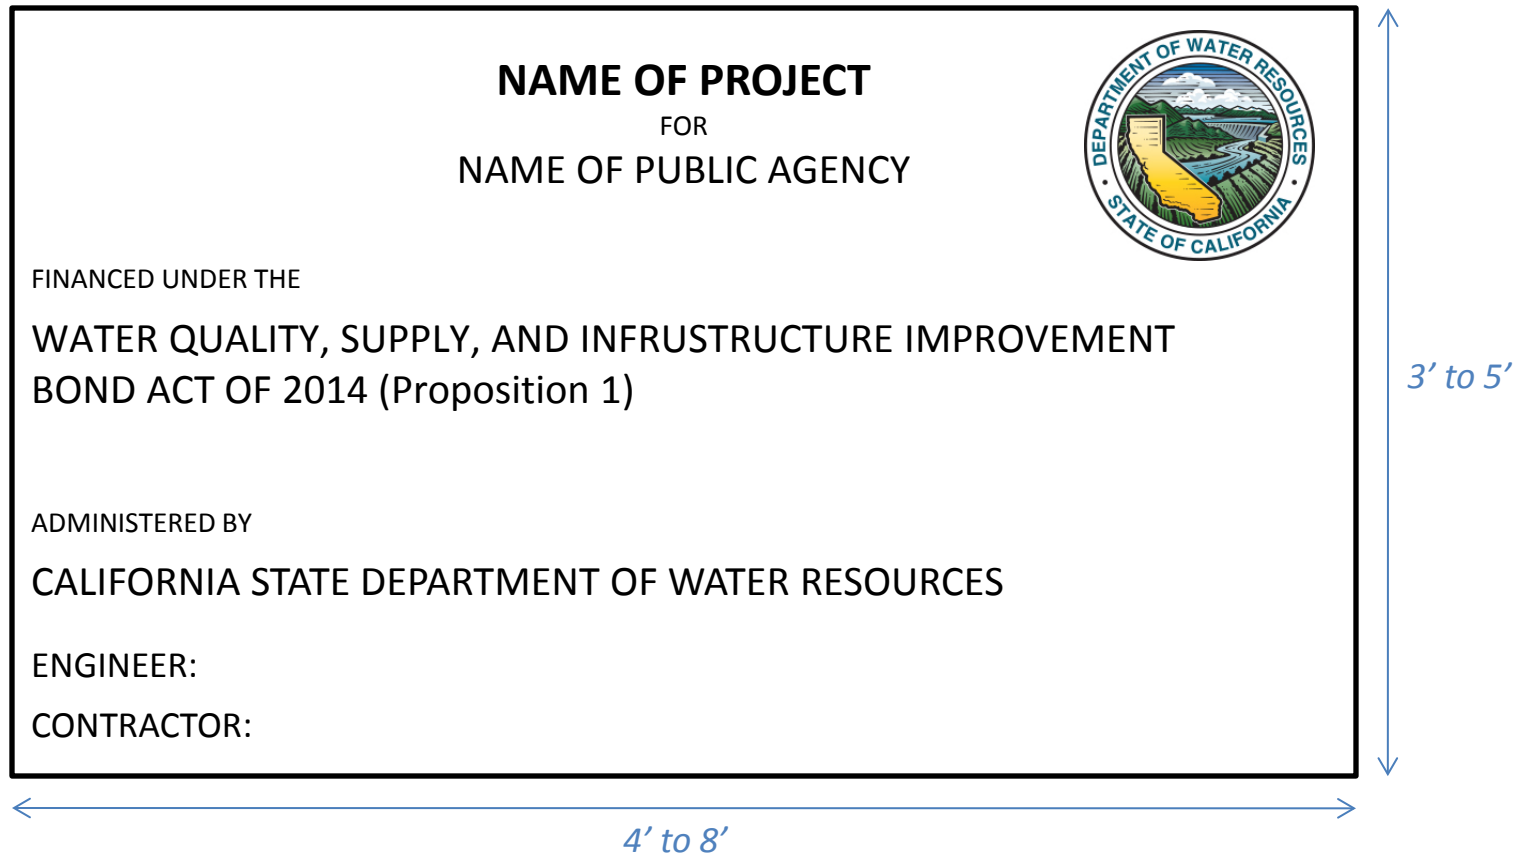 NAME OF PROJECT
FOR
NAME OF PUBLIC AGENCY
DEPARTMENT OF WATER RESOURCES
• STATE OF CALIFORNIA •
FINANCED UNDER THE
WATER QUALITY, SUPPLY, AND INFRUSTRUCTURE IMPROVEMENT
BOND ACT OF 2014 (Proposition 1)
3’ to 5’
ADMINISTERED BY
CALIFORNIA STATE DEPARTMENT OF WATER RESOURCES
ENGINEER:
CONTRACTOR:
4’ to 8’